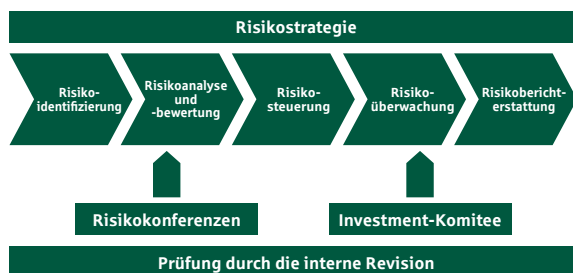 Risikostrategie
Risiko-
identifizierung
Risikoanalyse
und
-bewertung
Risiko-
steuerung
Risiko-
überwachung
Risikobericht-
erstattung
Risikokonferenzen
Investment-Komitee
Prüfung durch die interne Revision